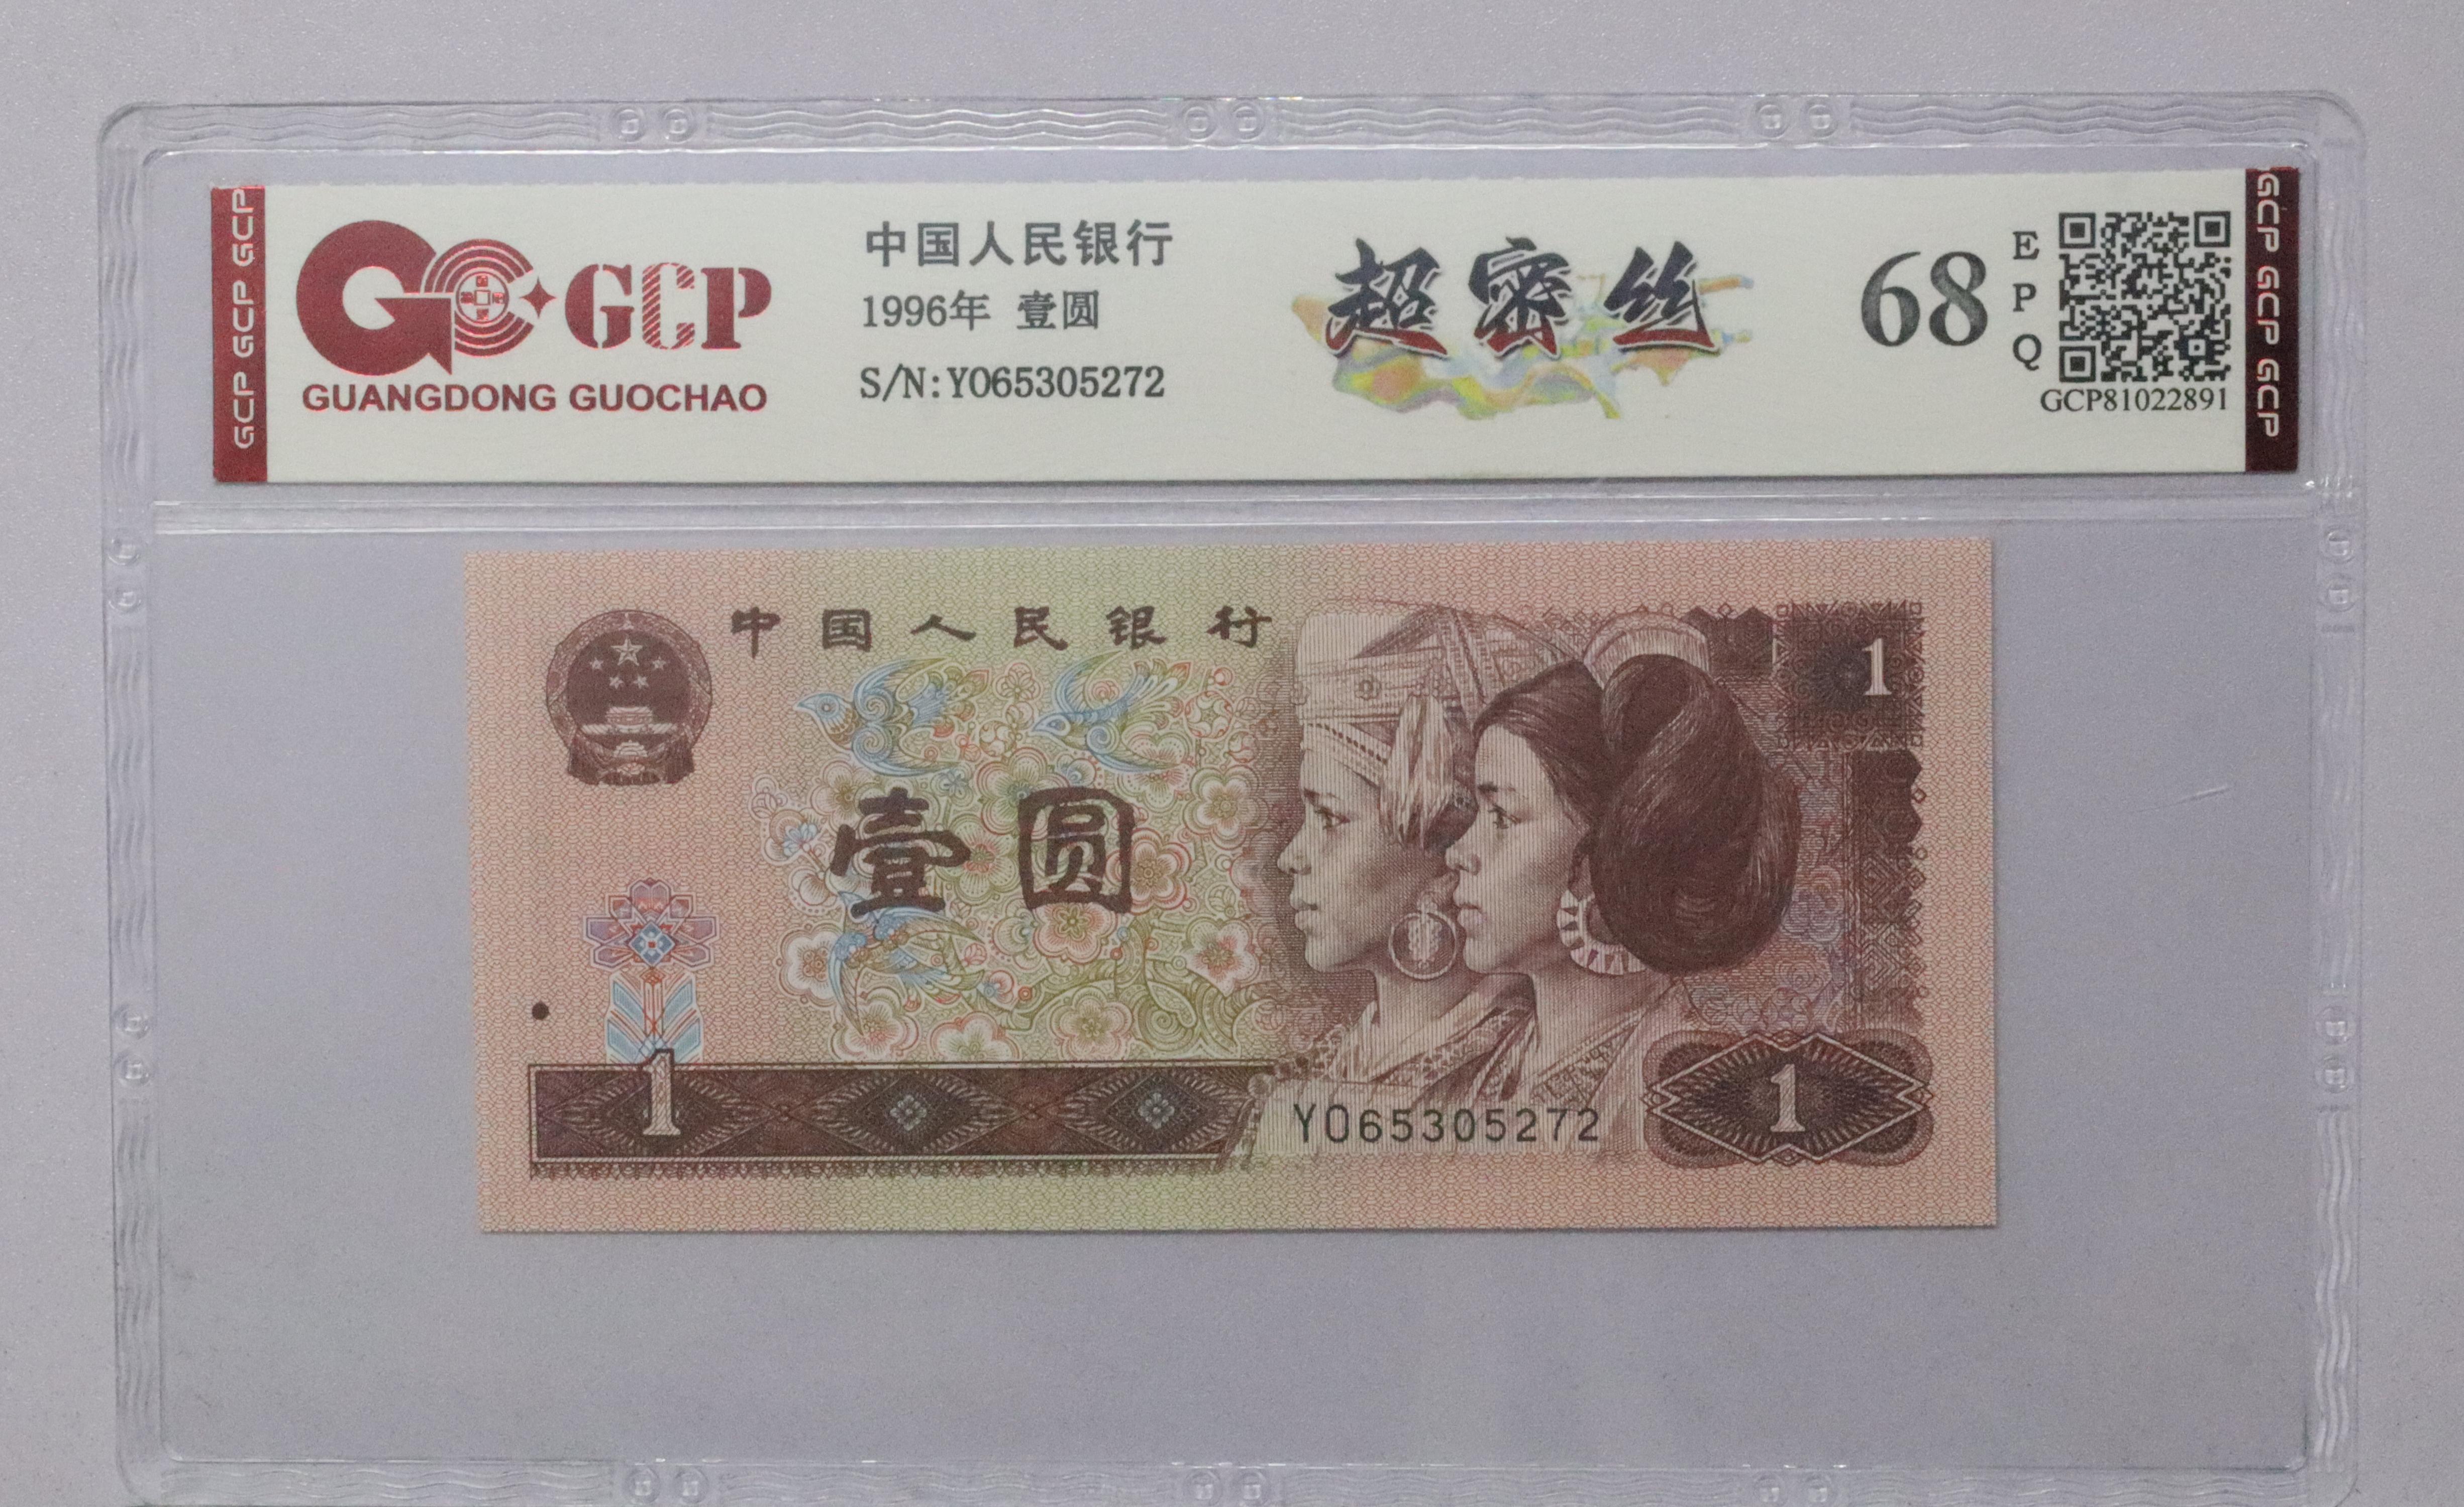 GCP GCP GCP
GCP
GUANGDONG GUOCHAO
中国人民银行
1996年 壹圆
S/N:YO65305272
超密丝
68
EPQ
GCP81022891
GCP GCP GCP
中国人民银行
1
壹圆
1
YO65305272
1